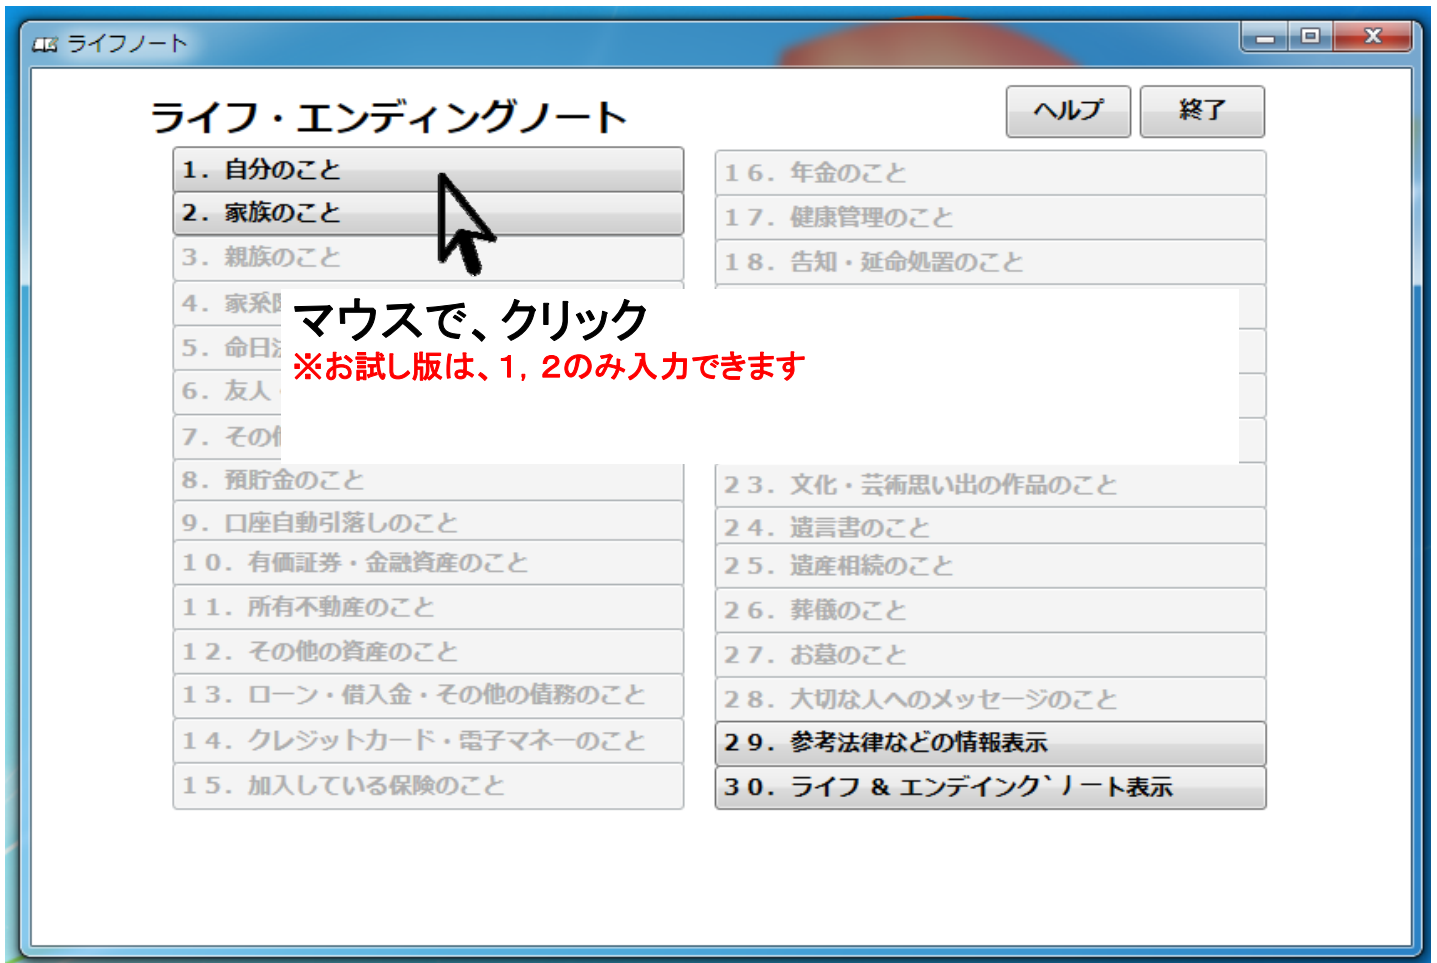 ライフノート
ライフ・エンディングノート
ヘルプ
終了
1．自分のこと
2．家族のこと
3．親族のこと
4．家系
5．命日
6．友人・
7．その他
8．預貯金のこと
9．口座自動引落しのこと
１０．有価証券・金融資産のこと
１１．所有不動産のこと
１２．その他の資産のこと
１３．ローン・借入金・その他の債務のこと
１４．クレジットカード・電子マネーのこと
１５．加入している保険のこと
マウスで、クリック
※お試し版は、１，２のみ入力できます
１６．年金のこと
１７．健康管理のこと
１８．告知・延命処置のこと
２３．文化・芸術思い出の作品のこと
２４．遺言書のこと
２５．遺産相続のこと
２６．葬儀のこと
２７．お墓のこと
２８．大切な人へのメッセージのこと
２９．参考法律などの情報表示
３０．ライフ & エンデインク`ノート表示